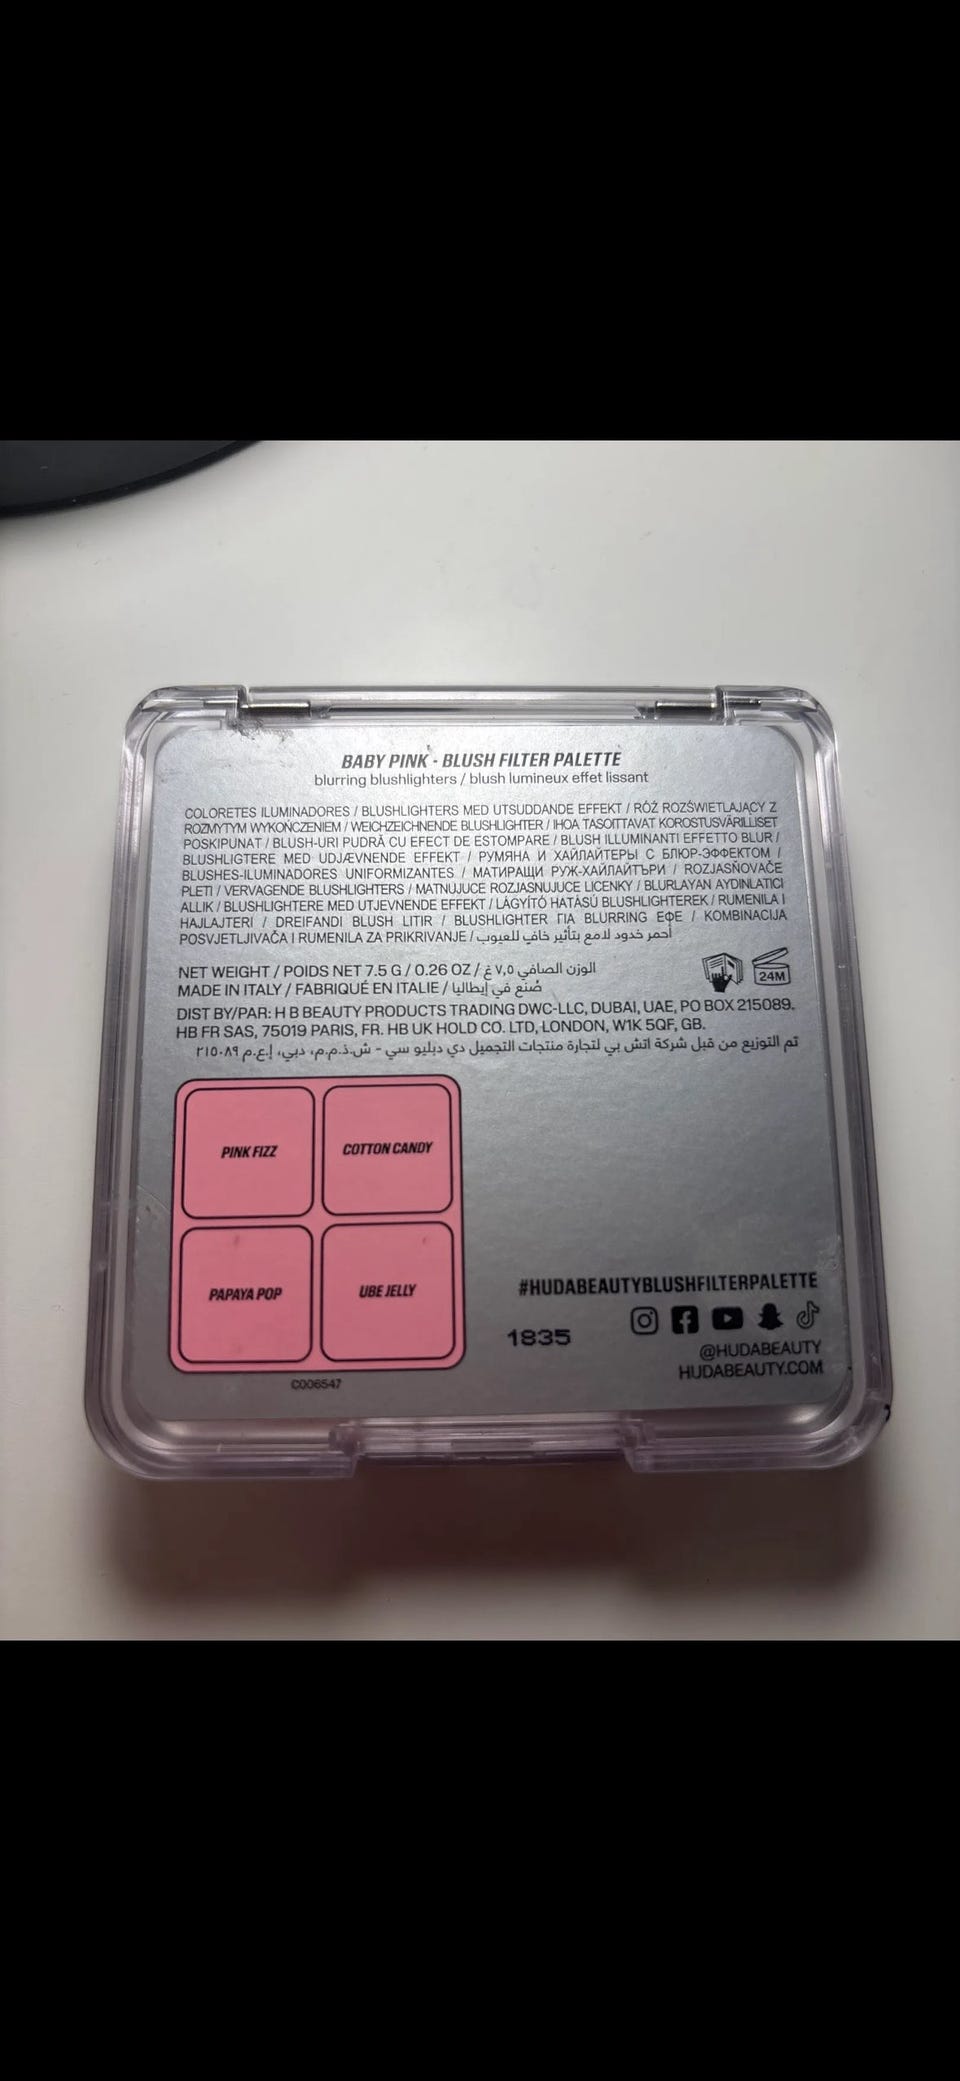 BABY PINK - BLUSH FILTER PALETTE
blurring blushlighters / blush lumineux effet lissant
COLORETES ILUMINADORES / BLUSHLIGHTERS MED UTSUDDANDE EFFEKT / RÓŻ ROZŚWIETLAJĄCY Z
ROZMYTYM WYKOŃCZENIEM / WEICHZEICHNENDE BLUSHLIGHTER / IHOA TASOITTAVAT KOROSTUSVÄRILLISET
POSKIPUNAT / BLUSH-URI PUDRĂ CU EFECT DE ESTOMPARE / BLUSH ILLUMINANTI EFFETTO BLUR /
BLUSHLIGTERE MED UDJÆVNENDE EFFEKT / РУМЯНА И ХАЙЛАЙТЕРЫ С БЛЮР-ЭФФЕКТОМ /
BLUSHES-ILUMINADORES UNIFORMIZANTES / МАТИРАЩИ РУЖ-ХАЙЛАЙТЪРИ / ROZJASŇOVAČE
PLETI / VERVAGENDE BLUSHLIGHTERS / MATNUJUCE ROZJASNUJUCE LICENKY / BLURLAYAN AYDINLATICI
ALLIK / BLUSHLIGHTERE MED UTJEVNENDE EFFEKT / LÁGYÍTÓ HATÁSÚ BLUSHLIGHTEREK / RUMENILA I
HAJLAJTERI / DREIFANDI BLUSH LITIR / BLUSHLIGHTER ΓΙΑ BLURRING ΕΦΕ / KOMBINACIJA
POSVJETLJIVAČA I RUMENILA ZA PRIKRIVANJE / أحمر خدود لامع بتأثير خافٍ للعيوب
NET WEIGHT / POIDS NET 7.5 G / 0.26 OZ / الوزن الصافي ٧,٥ غ
MADE IN ITALY / FABRIQUÉ EN ITALIE / صُنع في إيطاليا
24M
DIST BY/PAR: H B BEAUTY PRODUCTS TRADING DWC-LLC, DUBAI, UAE, PO BOX 215089.
HB FR SAS, 75019 PARIS, FR. HB UK HOLD CO. LTD, LONDON, W1K 5QF, GB.
تم التوزيع من قبل شركة اتش بي لتجارة منتجات التجميل دي دبليو سي - ش.ذ.م.م، دبي، إ.ع.م ٢١٥٠٨٩
PINK FIZZ
COTTON CANDY
PAPAYA POP
UBE JELLY
C006547
#HUDABEAUTYBLUSHFILTERPALETTE
1835
@HUDABEAUTY
HUDABEAUTY.COM